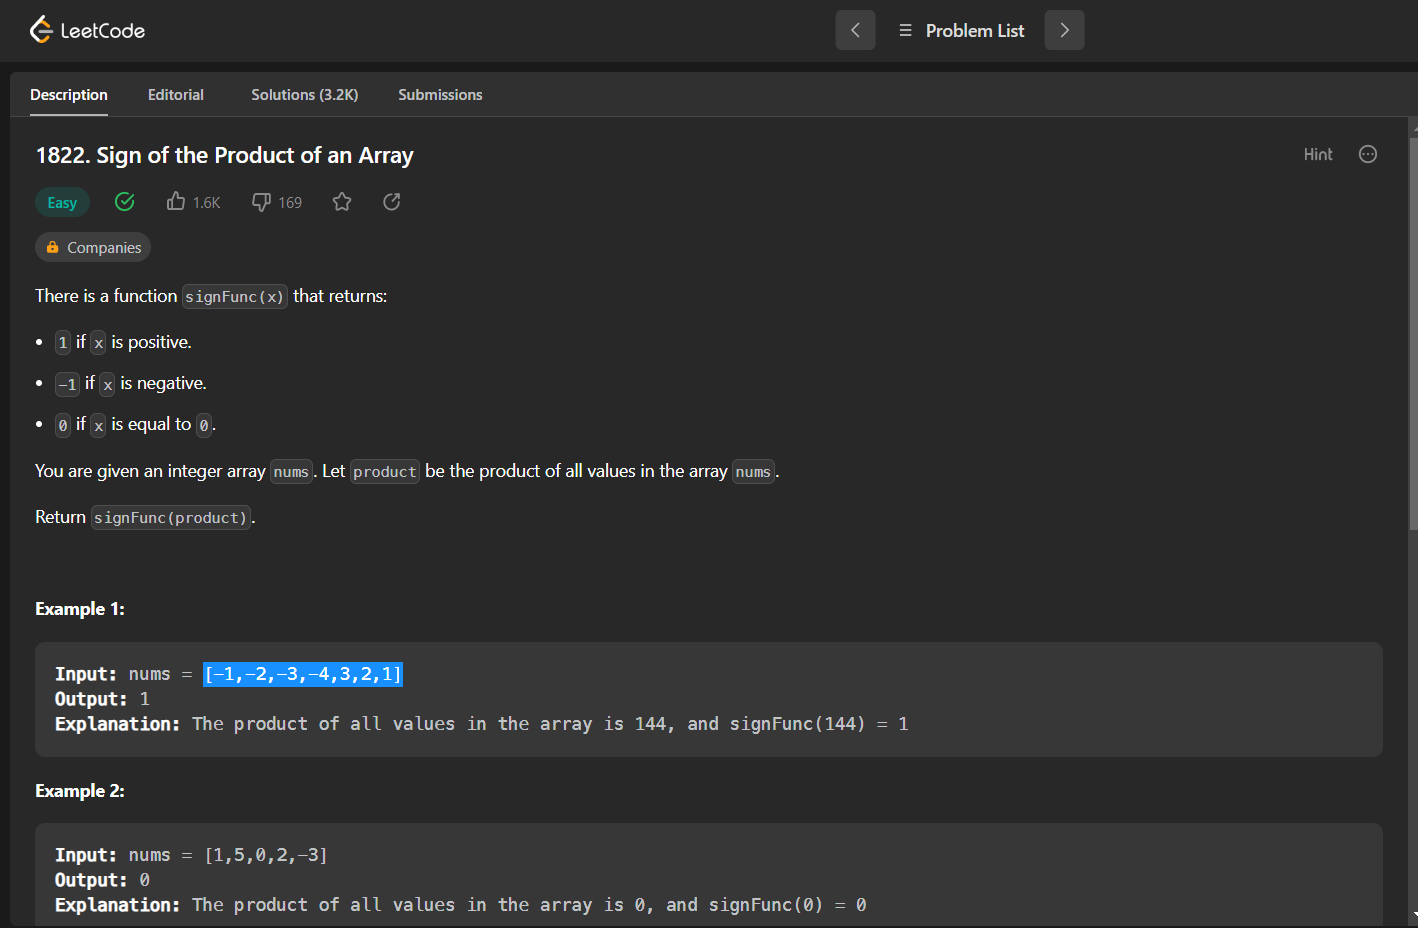 LeetCode
Problem List
Description Editorial Solutions (3.2K) Submissions
1822. Sign of the Product of an Array
Hint
Easy 1.6K 169
Companies
There is a function signFunc(x) that returns:
• 1 if x is positive.
• -1 if x is negative.
• 0 if x is equal to 0.
You are given an integer array nums. Let product be the product of all values in the array nums.
Return signFunc(product).
Example 1:
Input: nums = [-1,-2,-3,-4,3,2,1]
Output: 1
Explanation: The product of all values in the array is 144, and signFunc(144) = 1
Example 2:
Input: nums = [1,5,0,2,-3]
Output: 0
Explanation: The product of all values in the array is 0, and signFunc(0) = 0